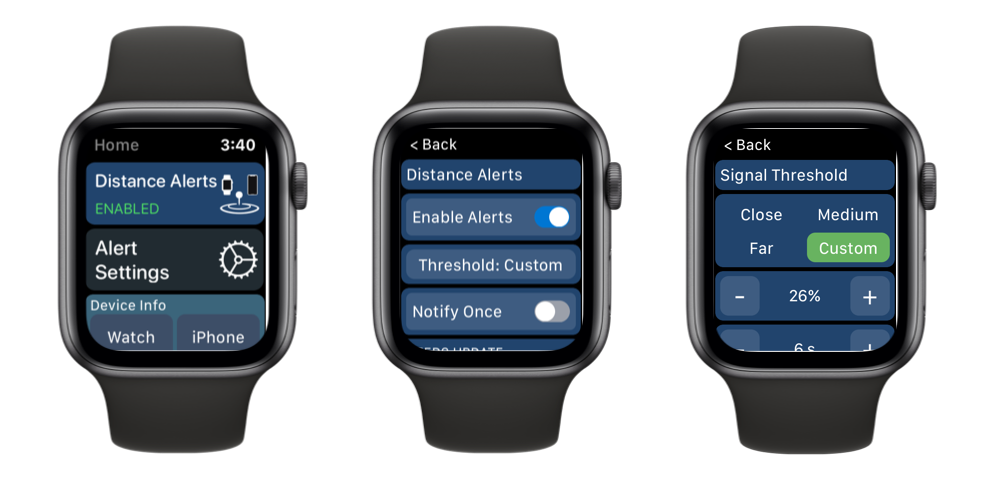 Home 3:40
Distance Alerts
ENABLED
Alert
Settings
Device Info
Watch iPhone
< Back
Distance Alerts
Enable Alerts
Threshold: Custom
Notify Once
< Back
Signal Threshold
Close Medium
Far Custom
- 26% +
- 6 s +